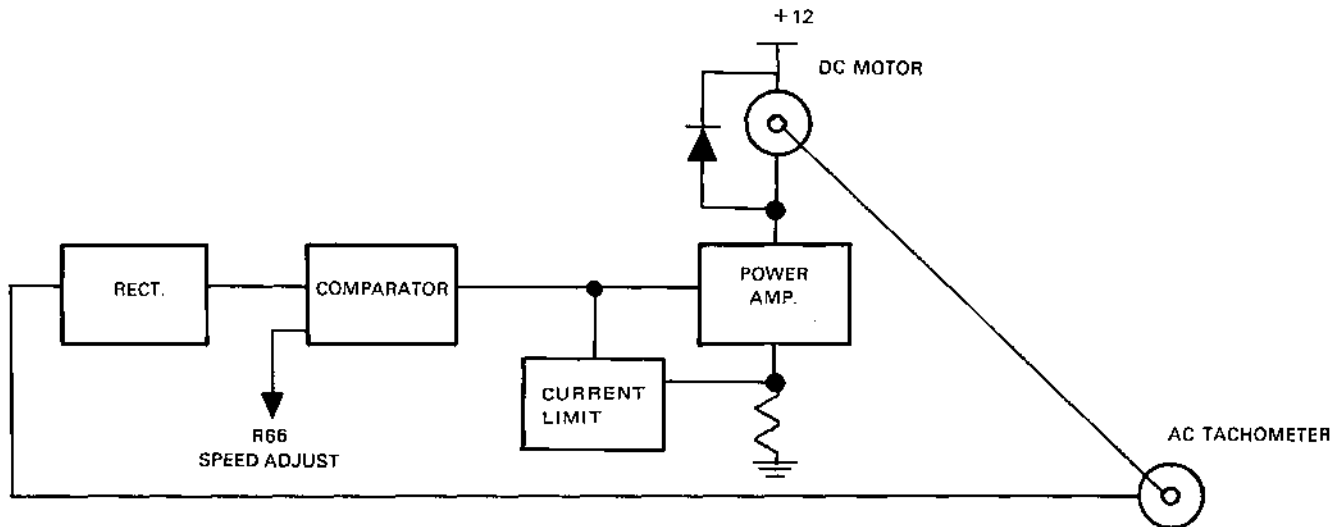 +12
DC MOTOR
POWER
AMP.
RECT.
COMPARATOR
CURRENT
LIMIT
R66
SPEED ADJUST
AC TACHOMETER